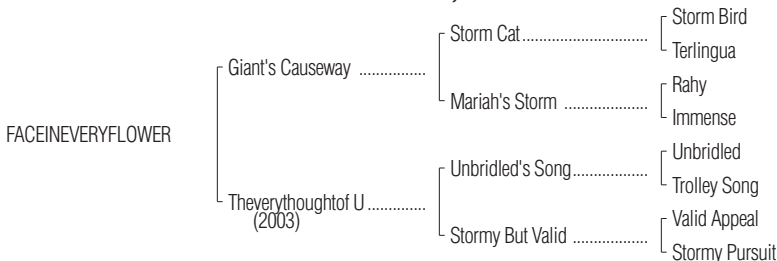 Storm Bird
Storm Cat..............................
Terlingua
Giant's Causeway ................
Rahy
Mariah's Storm ....................
Immense
FACEINEVERYFLOWER
Unbridled
Unbridled's Song..................
Trolley Song
Theverythoughtof U ..............
(2003)
Valid Appeal
Stormy But Valid ..................
Stormy Pursuit